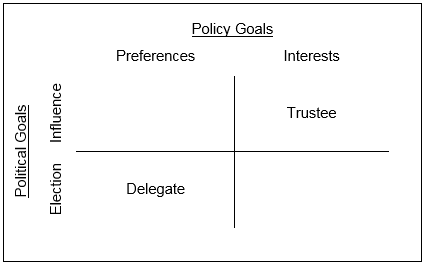 Policy Goals
Preferences
Interests
Political Goals
Influence
Trustee
Election
Delegate